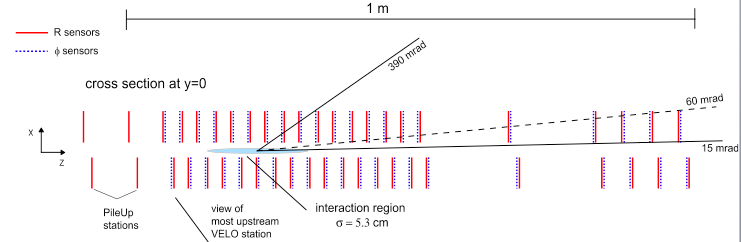 1 m
R sensors
ϕ sensors
390 mrad
cross section at y=0
60 mrad
x
z
15 mrad
PileUp
stations
view of
most upstream
VELO station
interaction region
σ = 5.3 cm